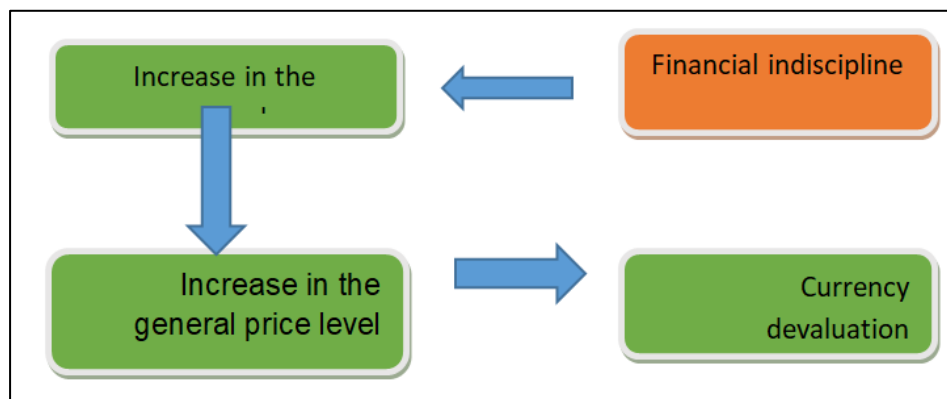 Increase in the
Financial indiscipline
Increase in the
general price level
Currency
devaluation